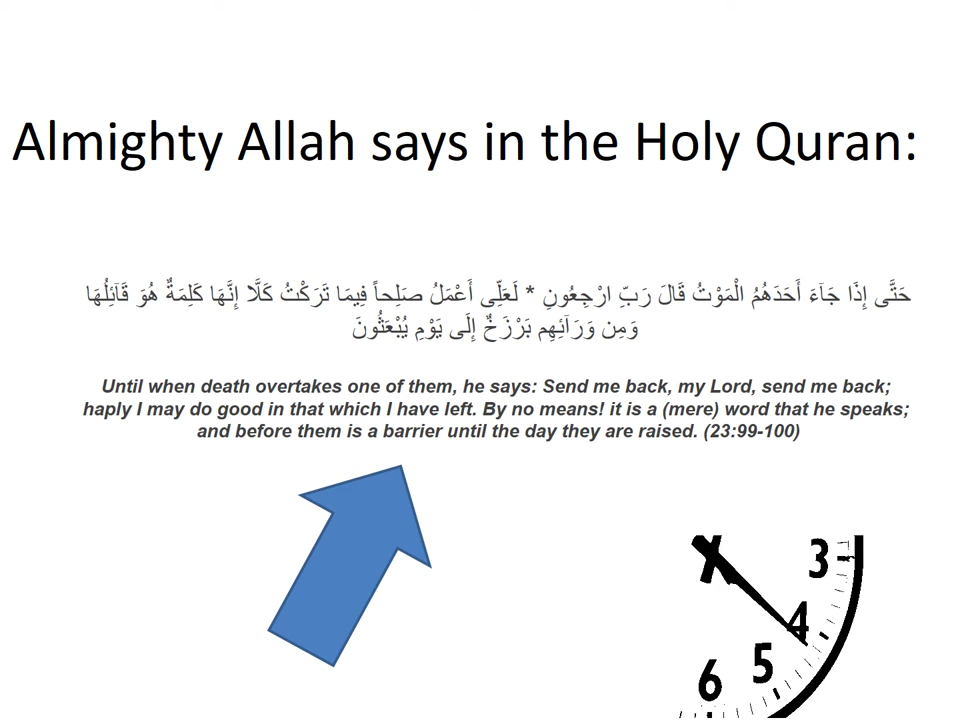 Almighty Allah says in the Holy Quran:
حَتَّى إِذَا جَآءَ أَحَدَهُمُ الْمَوْتُ قَالَ رَبِّ ارْجِعُونِ * لَعَلِّى أَعْمَلُ صَلِحاً فِيمَا تَرَكْتُ كَلَّا إِنَّهَا كَلِمَةٌ هُوَ قَآئِلُهَا
وَمِن وَرَآئِهِم بَرْزَخٌ إِلَى يَوْمِ يُبْعَثُونَ
Until when death overtakes one of them, he says: Send me back, my Lord, send me back;
haply I may do good in that which I have left. By no means! it is a (mere) word that he speaks;
and before them is a barrier until the day they are raised. (23:99-100)
3
4
5
6